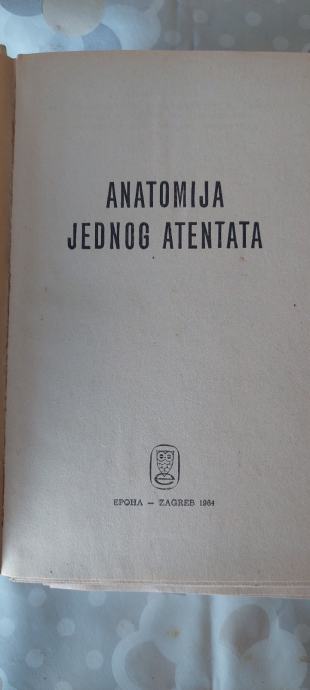 ANATOMIJA
JEDNOG ATENTATA
EPOHA — ZAGREB 1964